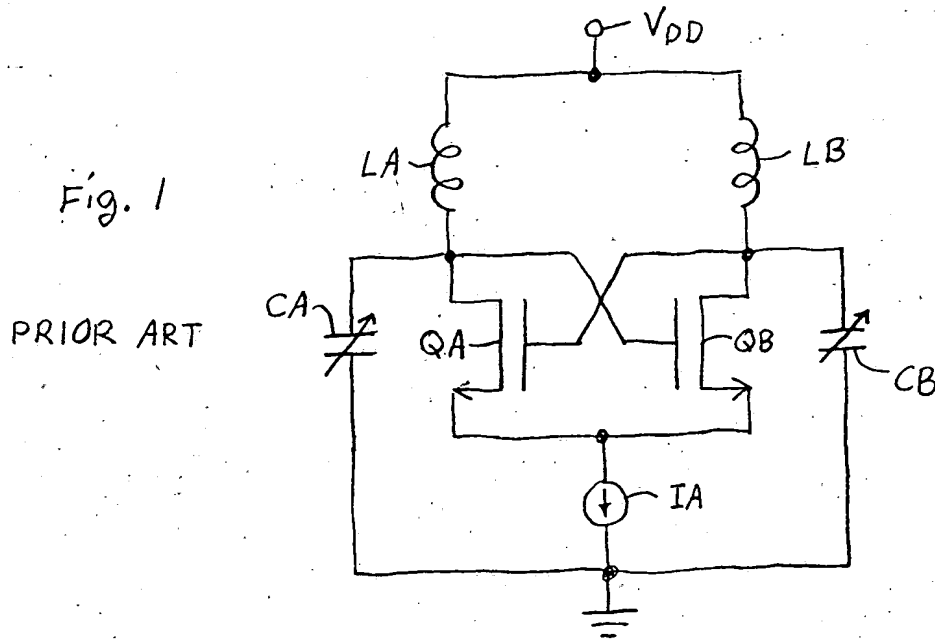 VDD
LA
LB
Fig. 1
CA
PRIOR ART
QA
QB
CB
IA